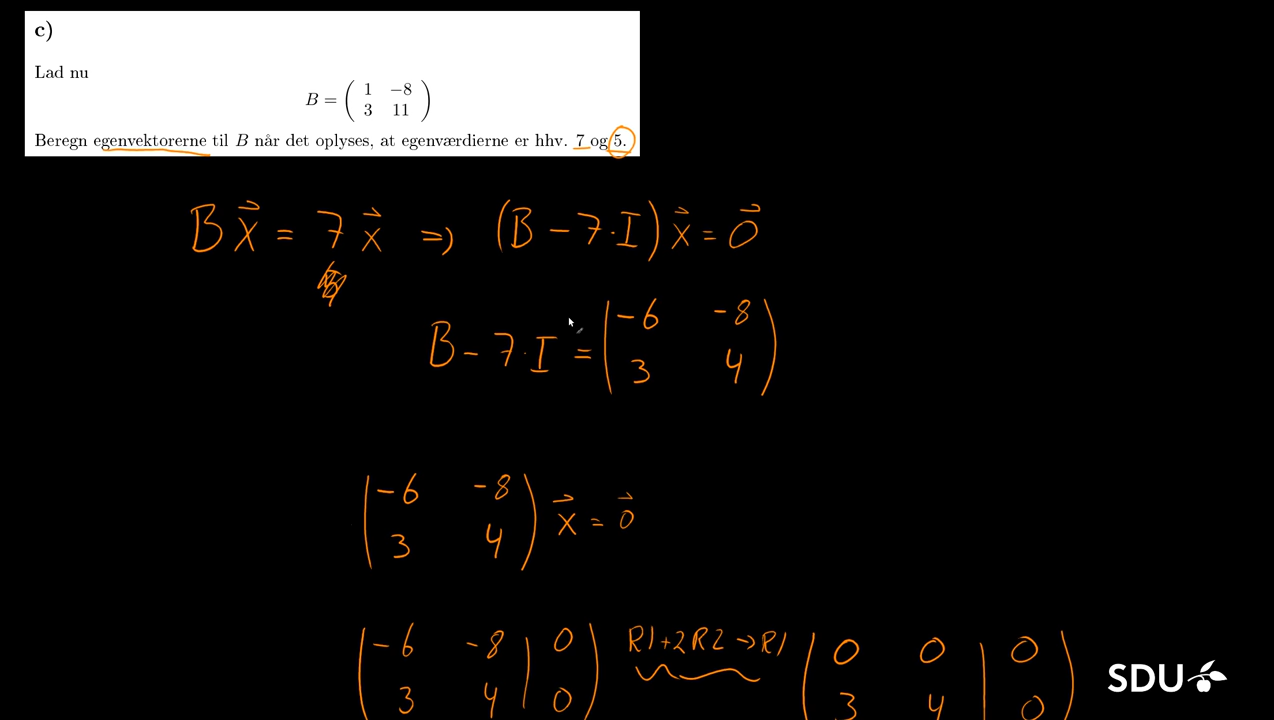 c)
Lad nu
B = ( 1 −8
3 11 )
Beregn egenvektorerne til B når det oplyses, at egenværdierne er hhv. 7 og 5.
B x⃗ = 7 x⃗ ⇒ (B − 7·I) x⃗ = 0⃗
B − 7·I = ( −6 −8
3 4 )
( −6 −8
3 4 ) x⃗ = 0⃗
( −6 −8 | 0 ) R1+2R2→R1 ( 0 0 | 0 )
( 3 4 | 0 ) ( 3 4 | 0 )
SDU